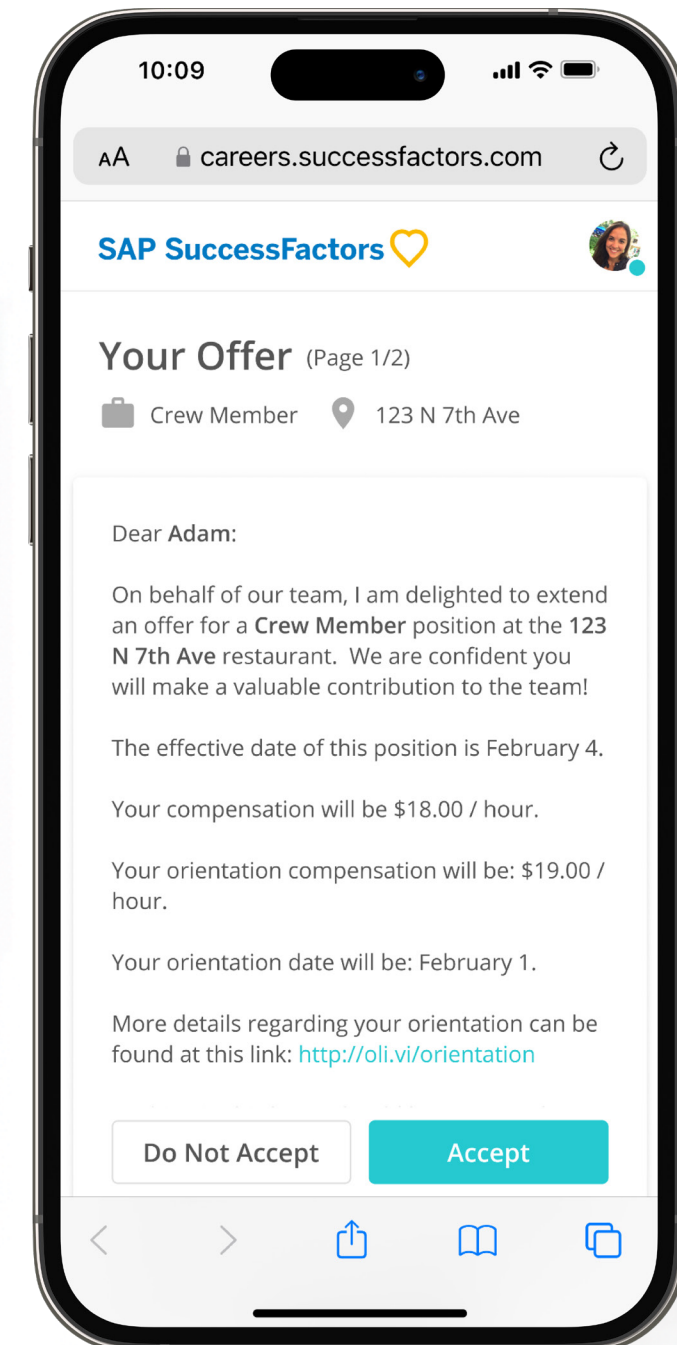 10:09
AA careers.successfactors.com
SAP SuccessFactors
Your Offer (Page 1/2)
Crew Member 123 N 7th Ave
Dear Adam:
On behalf of our team, I am delighted to extend
an offer for a Crew Member position at the 123
N 7th Ave restaurant.  We are confident you
will make a valuable contribution to the team!
The effective date of this position is February 4.
Your compensation will be $18.00 / hour.
Your orientation compensation will be: $19.00 /
hour.
Your orientation date will be: February 1.
More details regarding your orientation can be
found at this link: http://oli.vi/orientation
Do Not Accept Accept